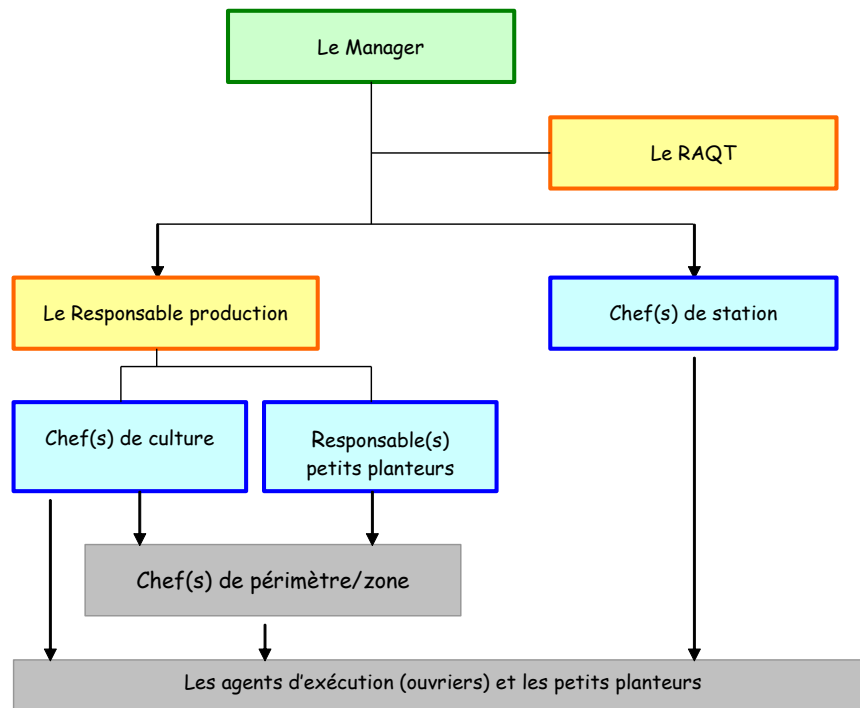 Le Manager
Le RAQT
Le Responsable production
Chef(s) de station
Chef(s) de culture
Responsable(s)
petits planteurs
Chef(s) de périmètre/zone
Les agents d'exécution (ouvriers) et les petits planteurs